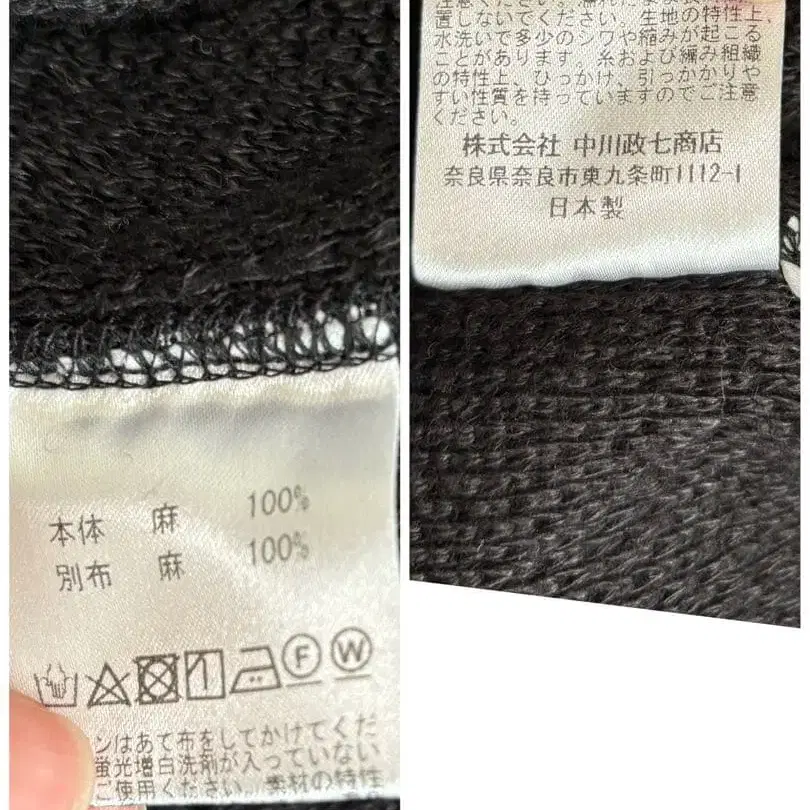 本体 麻 100%
別布 麻 100%
F W
ンはあて布をしてかけてくだ
蛍光増白洗剤が入っていない
ご使用ください。素材の特性
置しないでください。生地の特性上、
水洗いで多少のシワや縮みが起こる
ことがあります。糸および編み組織
の特性上、ひっかけ、引っかかりや
すい性質を持っていますのでご注意
ください。
株式会社 中川政七商店
奈良県奈良市東九条町1112-1
日本製